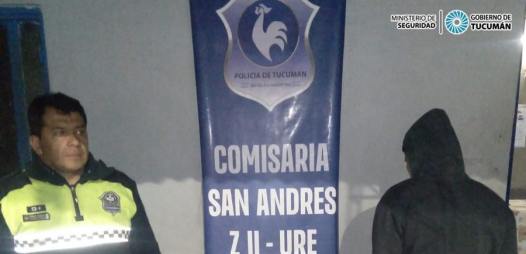 MINISTERIO DE
SEGURIDAD
GOBIERNO DE
TUCUMÁN
POLICIA DE TUCUMAN
COMISARIA
SAN ANDRES
Z II - URE